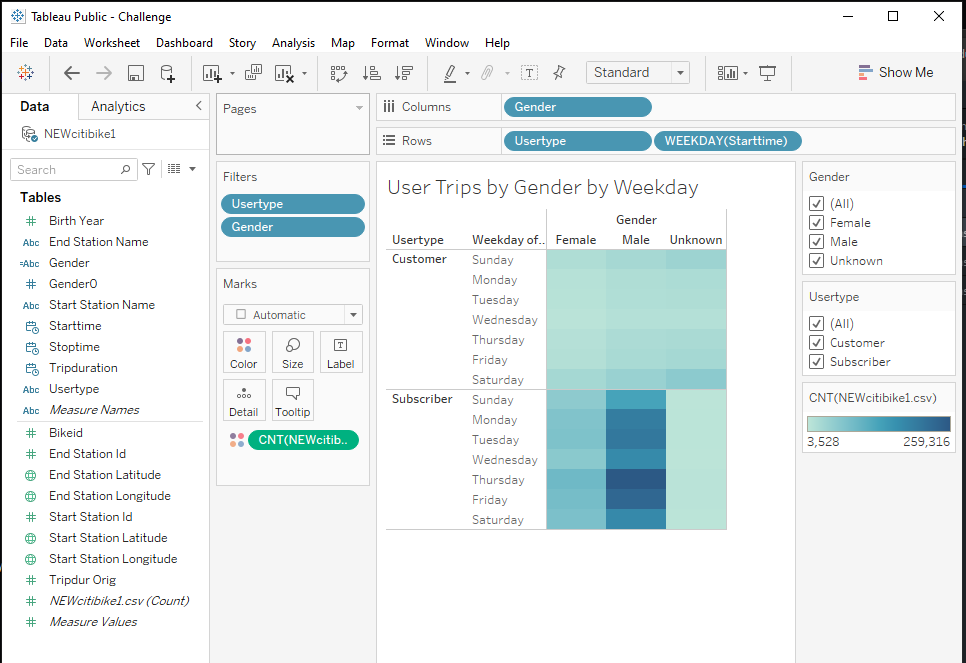 Tableau Public - Challenge
File Data Worksheet Dashboard Story Analysis Map Format Window Help
Standard
Show Me
Data Analytics
NEWcitibike1
Search
Tables
Abc Birth Year
Abc End Station Name
=Abc Gender
Gender0
Abc Start Station Name
Starttime
Stoptime
Tripduration
Abc Usertype
Abc Measure Names
Bikeid
End Station Id
End Station Latitude
End Station Longitude
Start Station Id
Start Station Latitude
Start Station Longitude
Tripdur Orig
NEWcitibike1.csv (Count)
Measure Values
Pages
Filters
Usertype
Gender
Marks
Automatic
Color Size Label
Detail Tooltip
CNT(NEWcitib..
Columns Gender
Rows Usertype WEEKDAY(Starttime)
User Trips by Gender by Weekday
Gender
Usertype Weekday of.. Female Male Unknown
Customer Sunday
Monday
Tuesday
Wednesday
Thursday
Friday
Saturday
Subscriber Sunday
Monday
Tuesday
Wednesday
Thursday
Friday
Saturday
Gender
(All)
Female
Male
Unknown
Usertype
(All)
Customer
Subscriber
CNT(NEWcitibike1.csv)
3,528 259,316